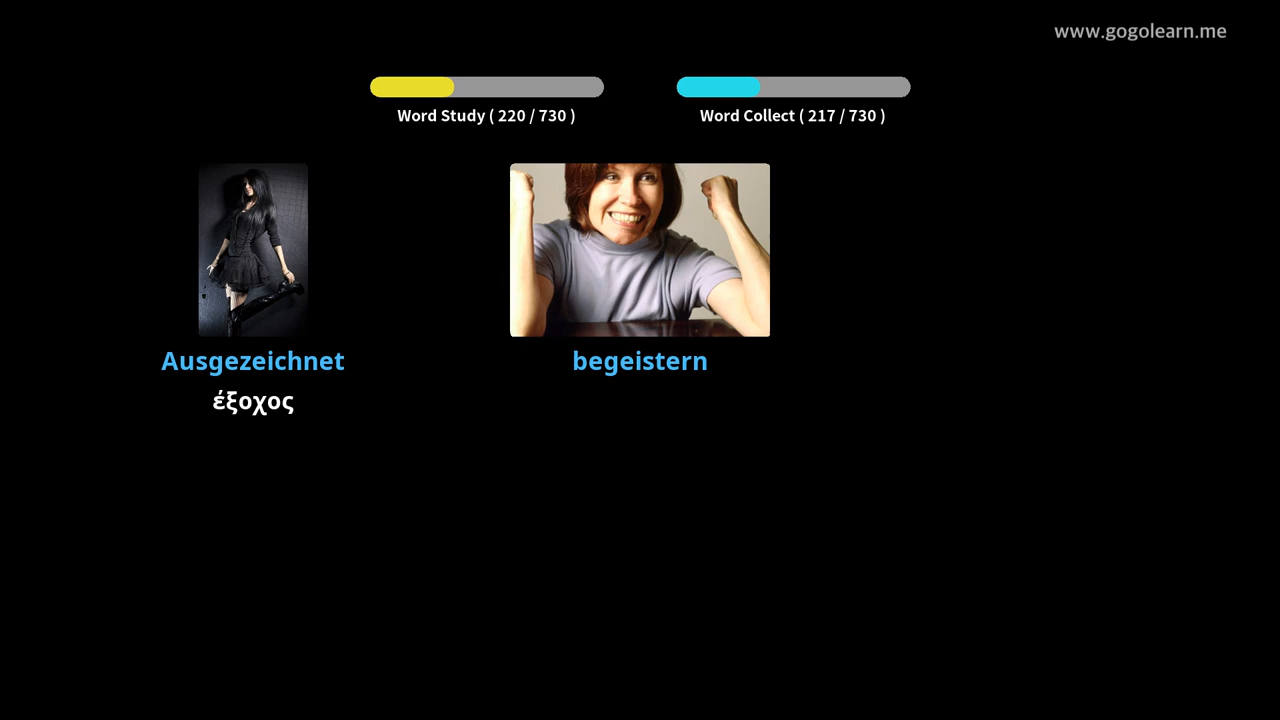 www.gogolearn.me
Word Study ( 220 / 730 )
Word Collect ( 217 / 730 )
Ausgezeichnet
έξοχος
begeistern